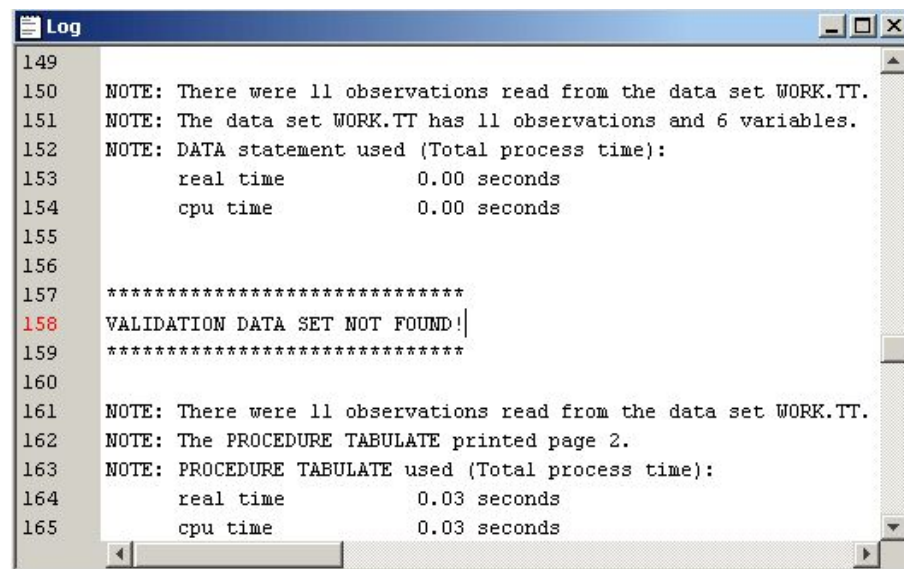 Log
149
150 NOTE: There were 11 observations read from the data set WORK.TT.
151 NOTE: The data set WORK.TT has 11 observations and 6 variables.
152 NOTE: DATA statement used (Total process time):
153 real time 0.00 seconds
154 cpu time 0.00 seconds
155
156
157 ******************************
158 VALIDATION DATA SET NOT FOUND!
159 ******************************
160
161 NOTE: There were 11 observations read from the data set WORK.TT.
162 NOTE: The PROCEDURE TABULATE printed page 2.
163 NOTE: PROCEDURE TABULATE used (Total process time):
164 real time 0.03 seconds
165 cpu time 0.03 seconds